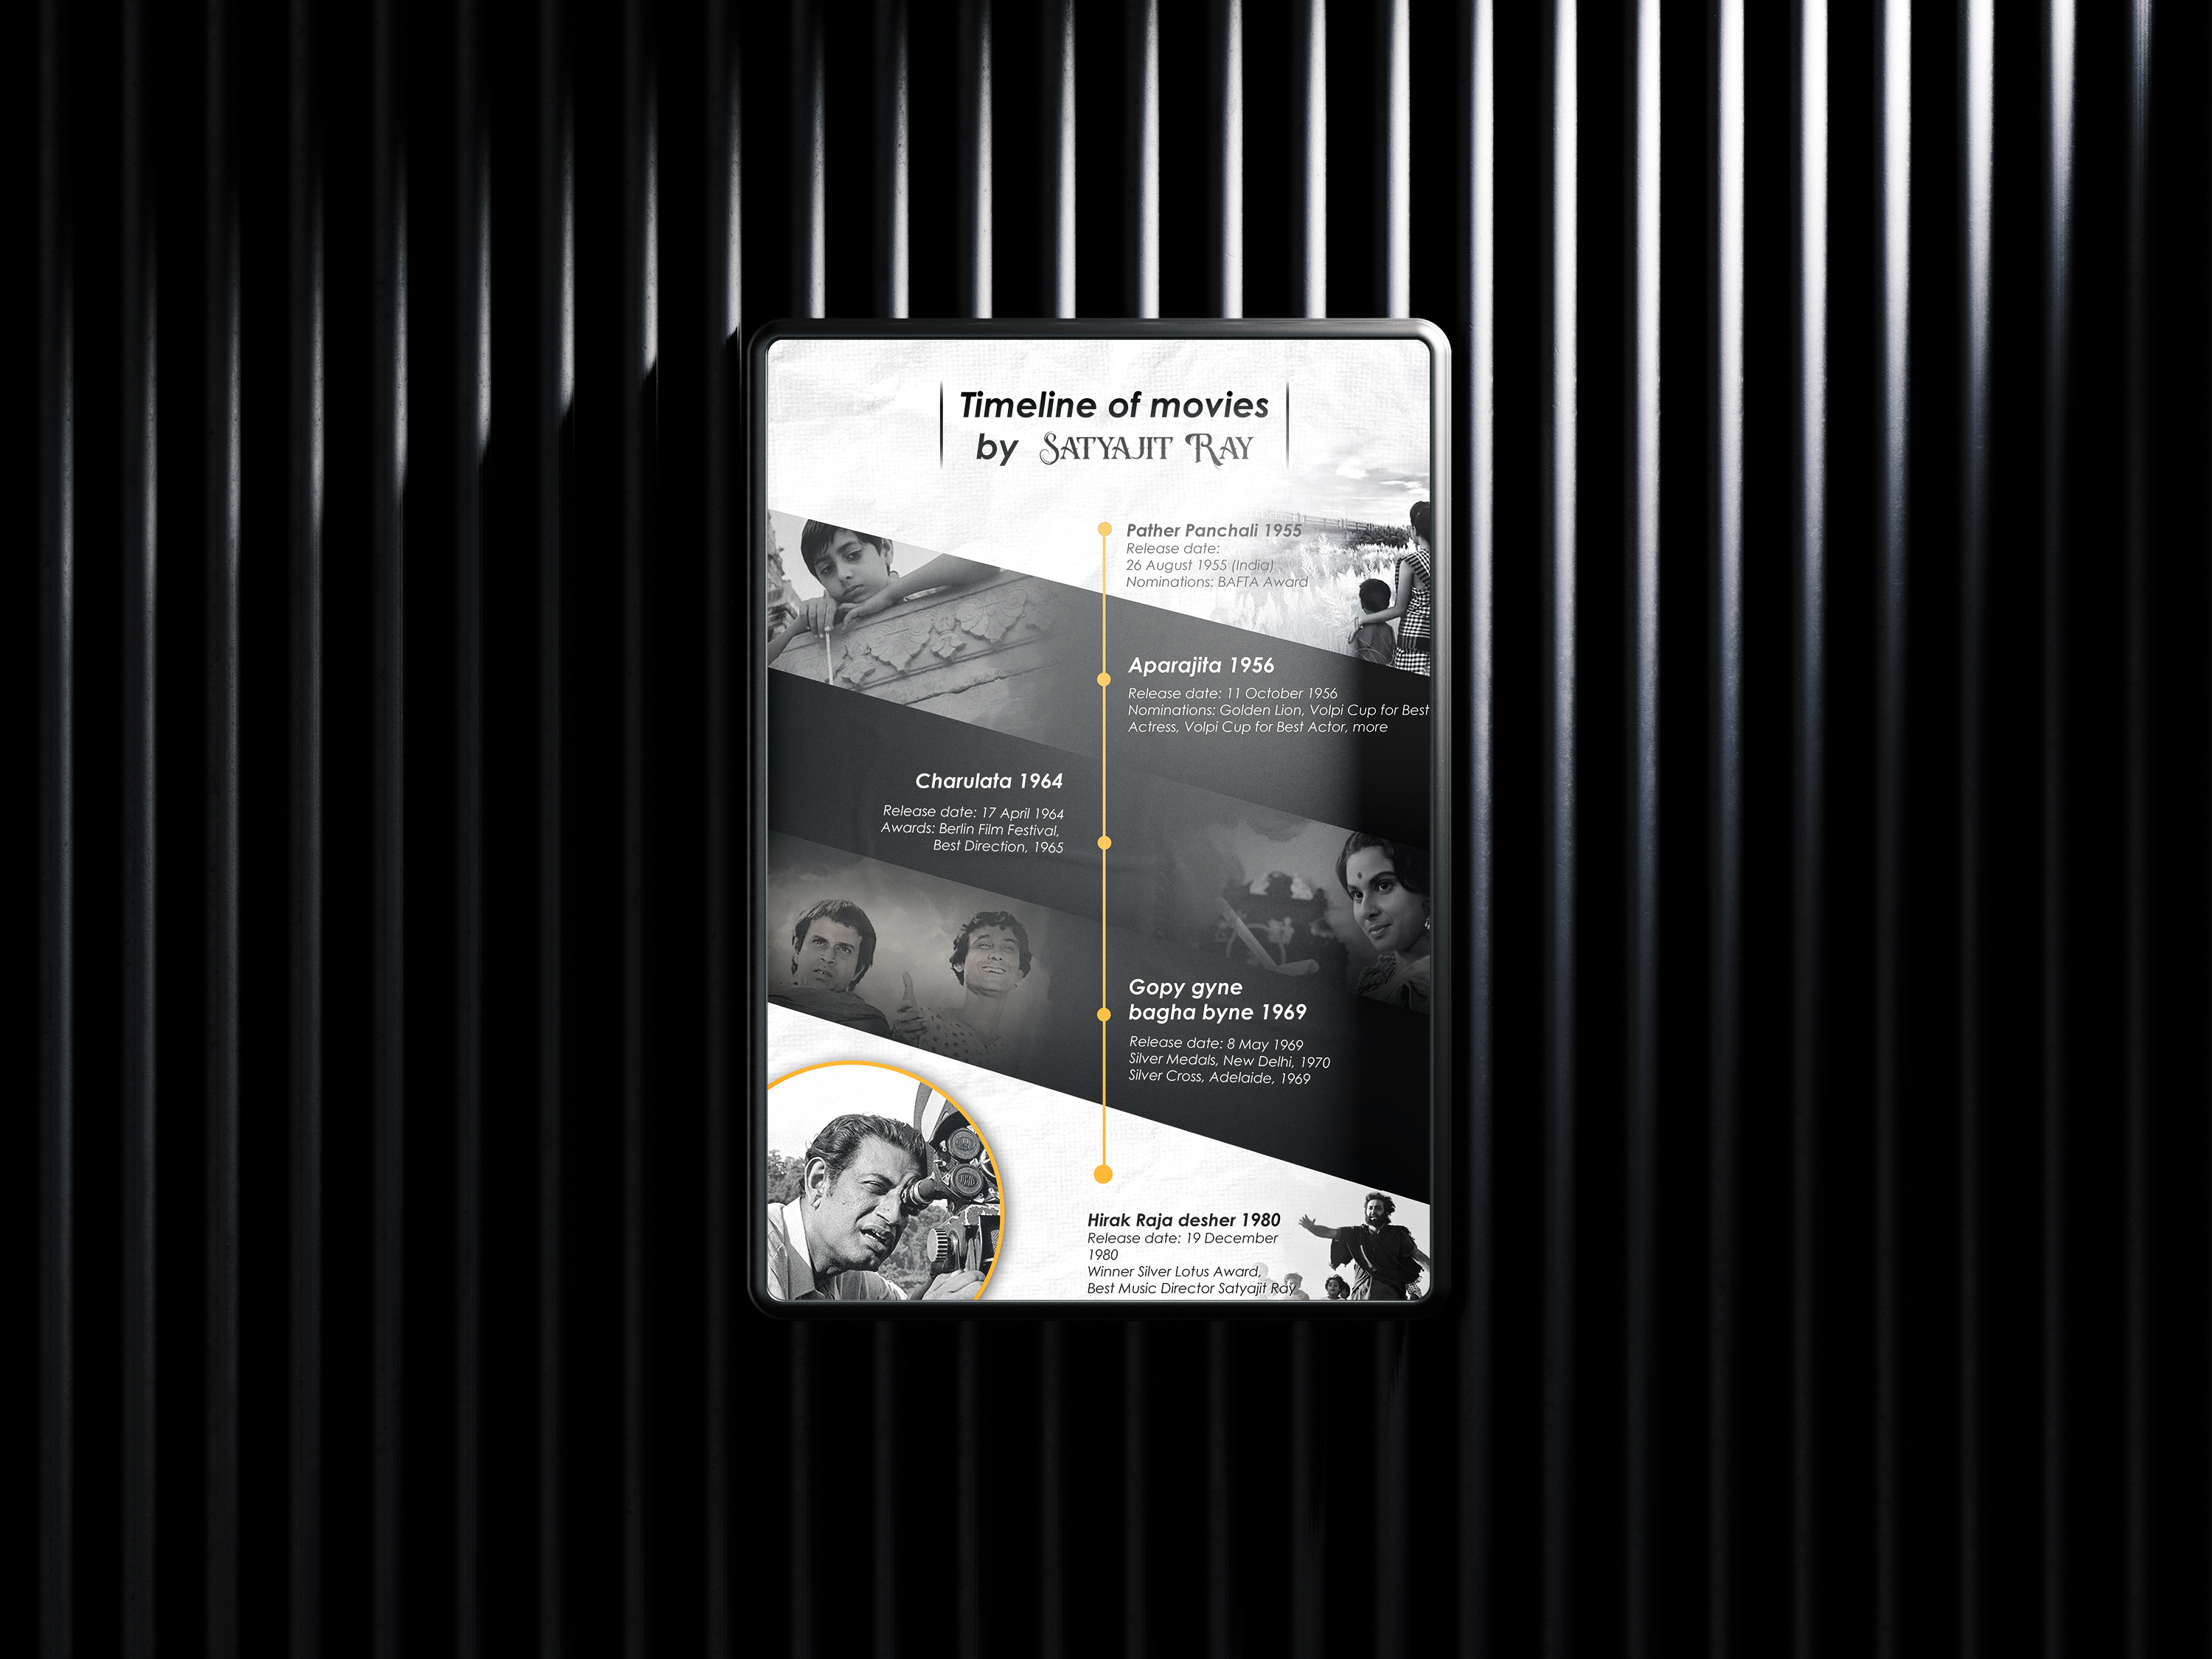 Timeline of movies
by SATYAJIT RAY
Pather Panchali 1955
Release date:
26 August 1955 (India)
Nominations: BAFTA Award
Aparajita 1956
Release date: 11 October 1956
Nominations: Golden Lion, Volpi Cup for Best
Actress, Volpi Cup for Best Actor, more
Charulata 1964
Release date: 17 April 1964
Awards: Berlin Film Festival,
Best Direction, 1965
Gopy gyne
bagha byne 1969
Release date: 8 May 1969
Silver Medals, New Delhi, 1970
Silver Cross, Adelaide, 1969
Hirak Raja desher 1980
Release date: 19 December
1980
Winner Silver Lotus Award,
Best Music Director Satyajit Ray